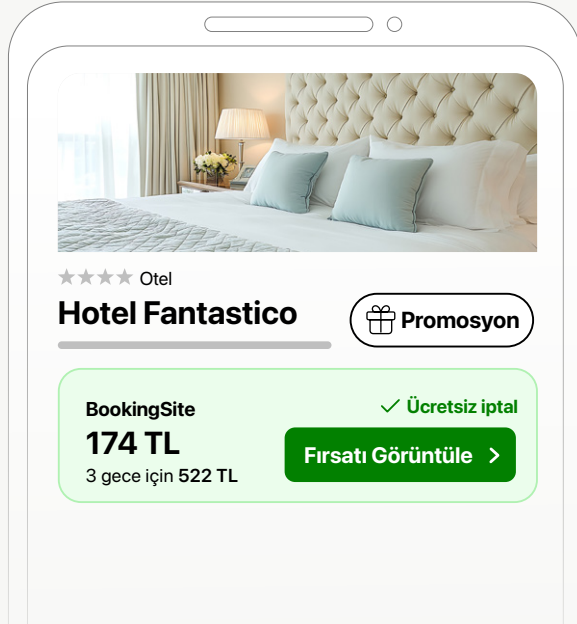 Otel
Hotel Fantastico
Promosyon
BookingSite
Ücretsiz iptal
174 TL
Fırsatı Görüntüle
3 gece için 522 TL